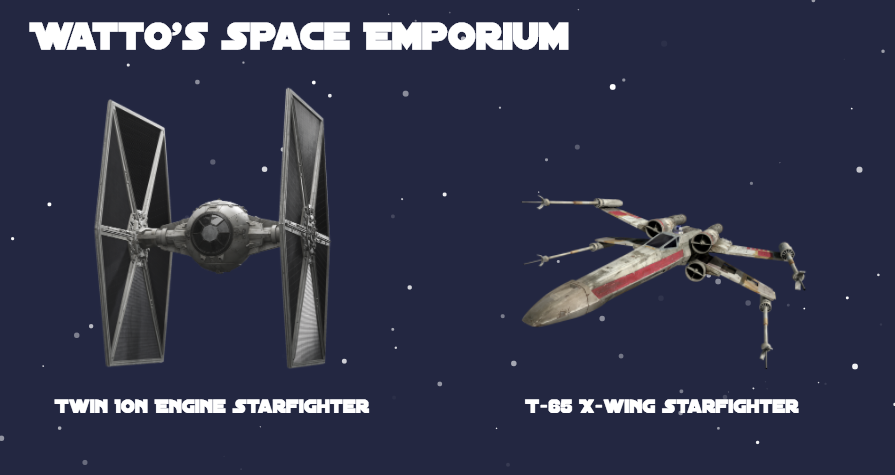 Watto's Space Emporium
Twin Ion Engine Starfighter
T-65 X-Wing Starfighter